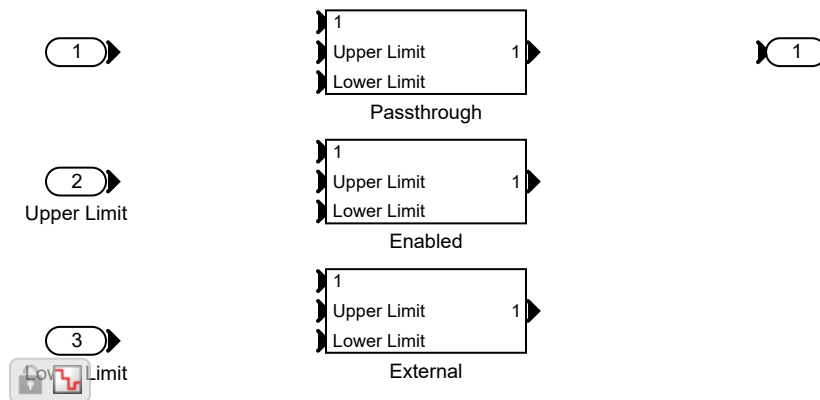 1
1
Upper Limit 1
Lower Limit
1
Passthrough
2
Upper Limit
1
Upper Limit 1
Lower Limit
Enabled
3
Lower Limit
1
Upper Limit 1
Lower Limit
External